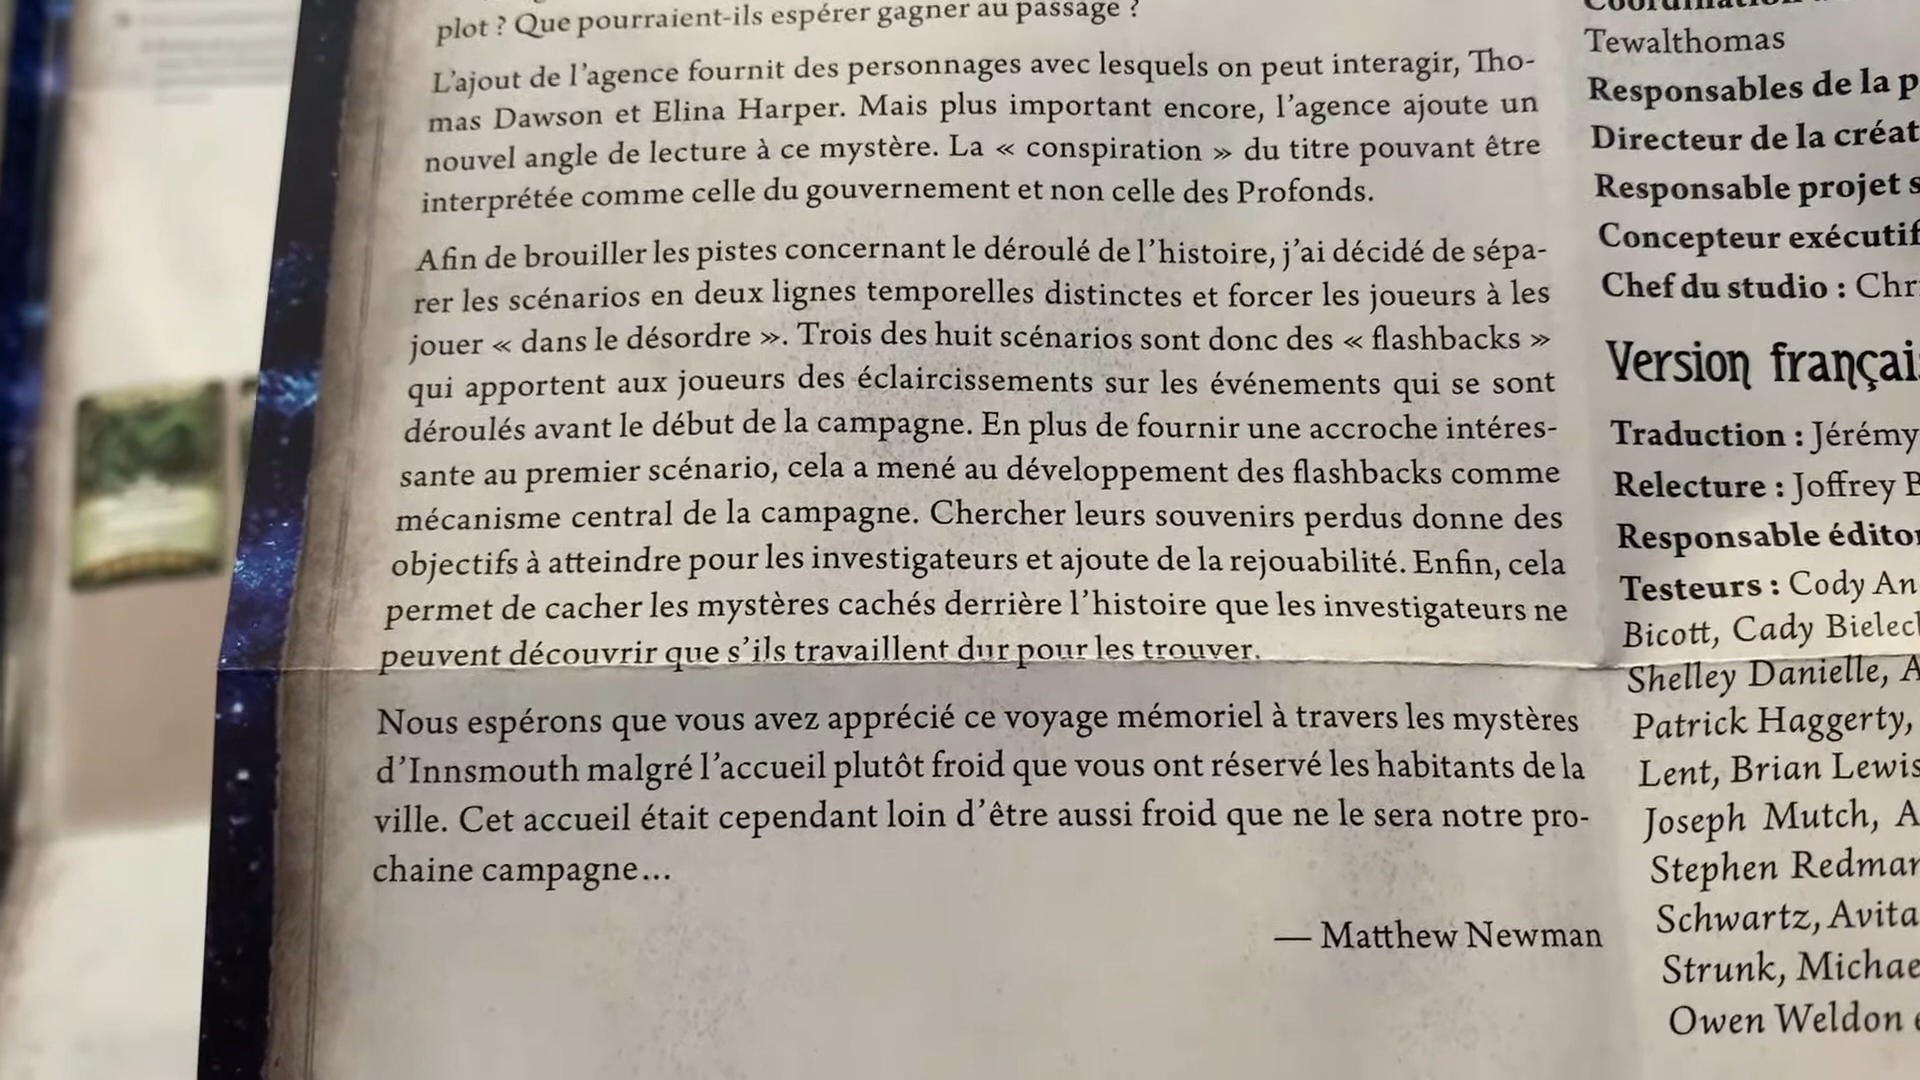 plot ? Que pourraient-ils espérer gagner au passage ?
L'ajout de l'agence fournit des personnages avec lesquels on peut interagir, Tho-
mas Dawson et Elina Harper. Mais plus important encore, l'agence ajoute un
nouvel angle de lecture à ce mystère. La « conspiration » du titre pouvant être
interprétée comme celle du gouvernement et non celle des Profonds.
Afin de brouiller les pistes concernant le déroulé de l'histoire, j'ai décidé de sépa-
rer les scénarios en deux lignes temporelles distinctes et forcer les joueurs à les
jouer « dans le désordre ». Trois des huit scénarios sont donc des « flashbacks »
qui apportent aux joueurs des éclaircissements sur les événements qui se sont
déroulés avant le début de la campagne. En plus de fournir une accroche intéres-
sante au premier scénario, cela a mené au développement des flashbacks comme
mécanisme central de la campagne. Chercher leurs souvenirs perdus donne des
objectifs à atteindre pour les investigateurs et ajoute de la rejouabilité. Enfin, cela
permet de cacher les mystères cachés derrière l'histoire que les investigateurs ne
peuvent découvrir que s'ils travaillent dur pour les trouver.
Nous espérons que vous avez apprécié ce voyage mémoriel à travers les mystères
d'Innsmouth malgré l'accueil plutôt froid que vous ont réservé les habitants de la
ville. Cet accueil était cependant loin d'être aussi froid que ne le sera notre pro-
chaine campagne…
— Matthew Newman
Tewalthomas
Responsables de la p
Directeur de la créat
Responsable projet s
Concepteur exécutif
Chef du studio : Chr
Version françai
Traduction : Jérémy
Relecture : Joffrey B
Responsable édito
Testeurs : Cody An
Bicott, Cady Bielec
Shelley Danielle, A
Patrick Haggerty,
Lent, Brian Lewis
Joseph Mutch, A
Stephen Redmar
Schwartz, Avita
Strunk, Michae
Owen Weldon e